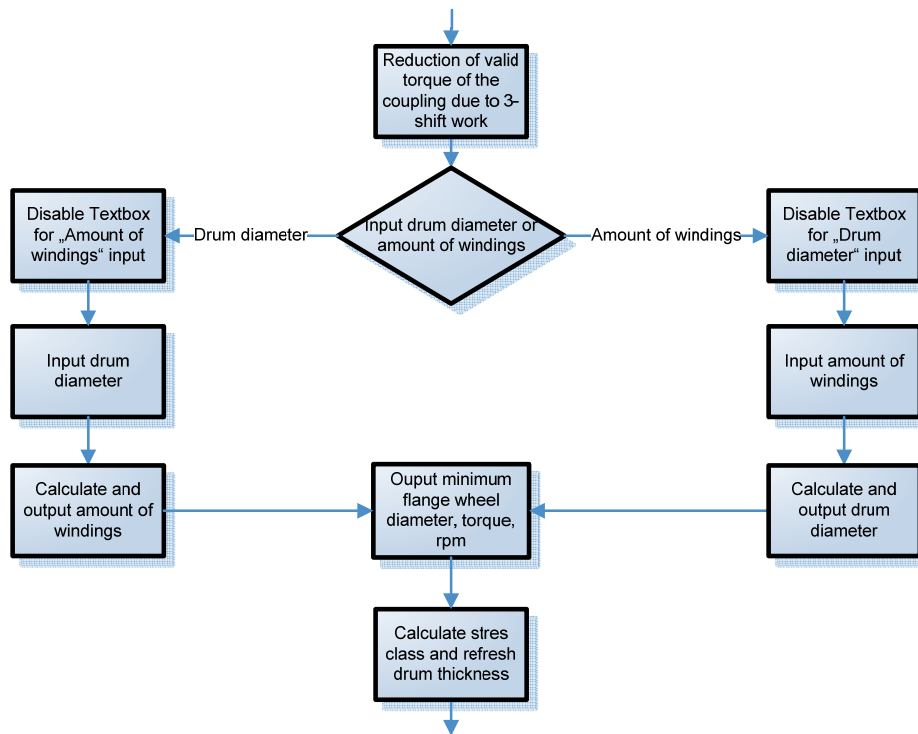 Reduction of valid
torque of the
coupling due to 3-
shift work
Disable Textbox
for „Amount of
windings“ input
Drum diameter
Input drum diameter or
amount of windings
Amount of windings
Disable Textbox
for „Drum
diameter“ input
Input drum
diameter
Input amount of
windings
Calculate and
output amount of
windings
Ouput minimum
flange wheel
diameter, torque,
rpm
Calculate and
output drum
diameter
Calculate stres
class and refresh
drum thickness